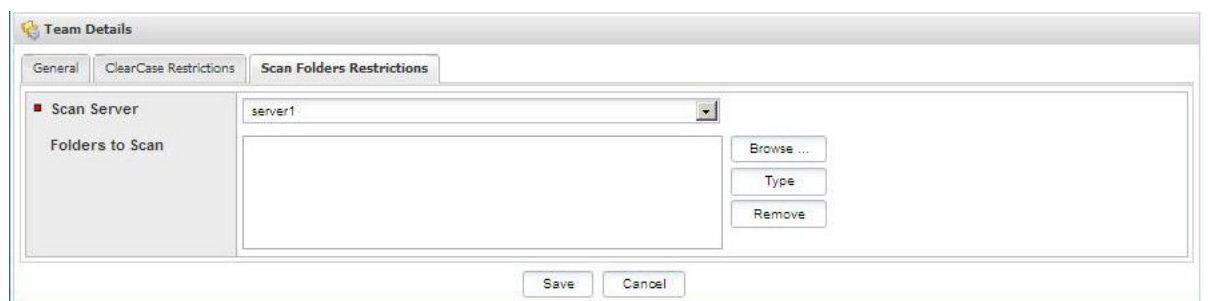 Team Details
General ClearCase Restrictions Scan Folders Restrictions
Scan Server server1
Folders to Scan Browse ...
Type
Remove
Save Cancel